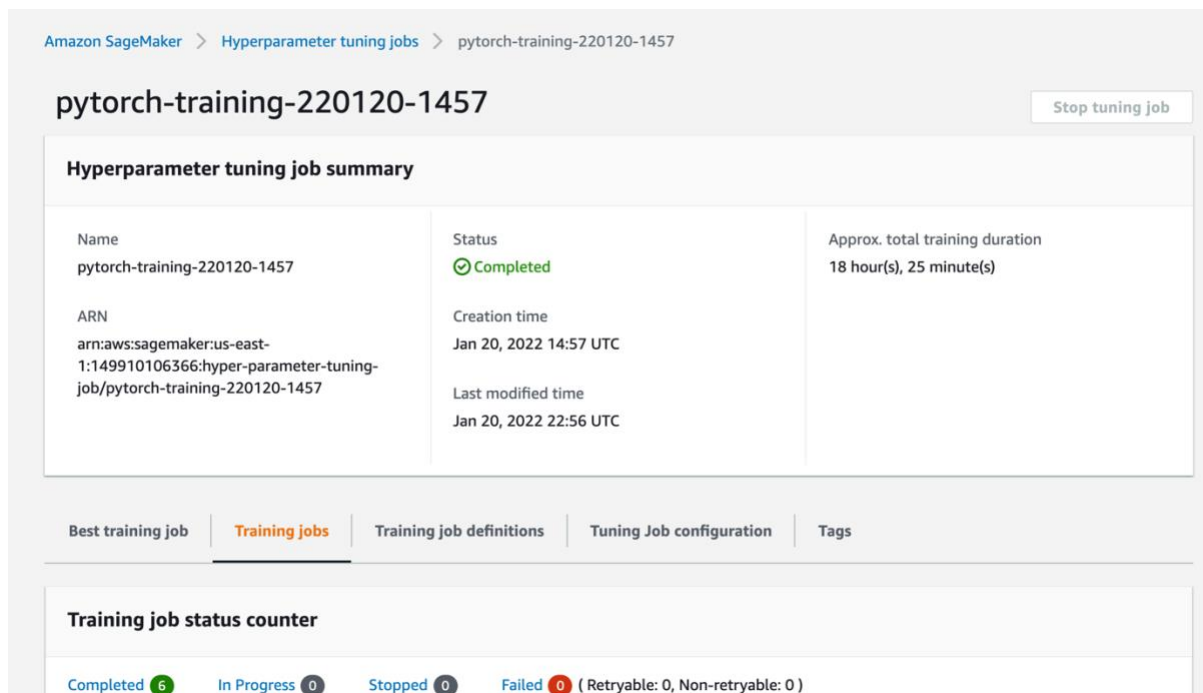 Amazon SageMaker > Hyperparameter tuning jobs > pytorch-training-220120-1457
pytorch-training-220120-1457
Stop tuning job
Hyperparameter tuning job summary
Name
pytorch-training-220120-1457
ARN
arn:aws:sagemaker:us-east-
1:149910106366:hyper-parameter-tuning-
job/pytorch-training-220120-1457
Status
Completed
Creation time
Jan 20, 2022 14:57 UTC
Last modified time
Jan 20, 2022 22:56 UTC
Approx. total training duration
18 hour(s), 25 minute(s)
Best training job Training jobs Training job definitions Tuning Job configuration Tags
Training job status counter
Completed 6 In Progress 0 Stopped 0 Failed 0 ( Retryable: 0, Non-retryable: 0 )